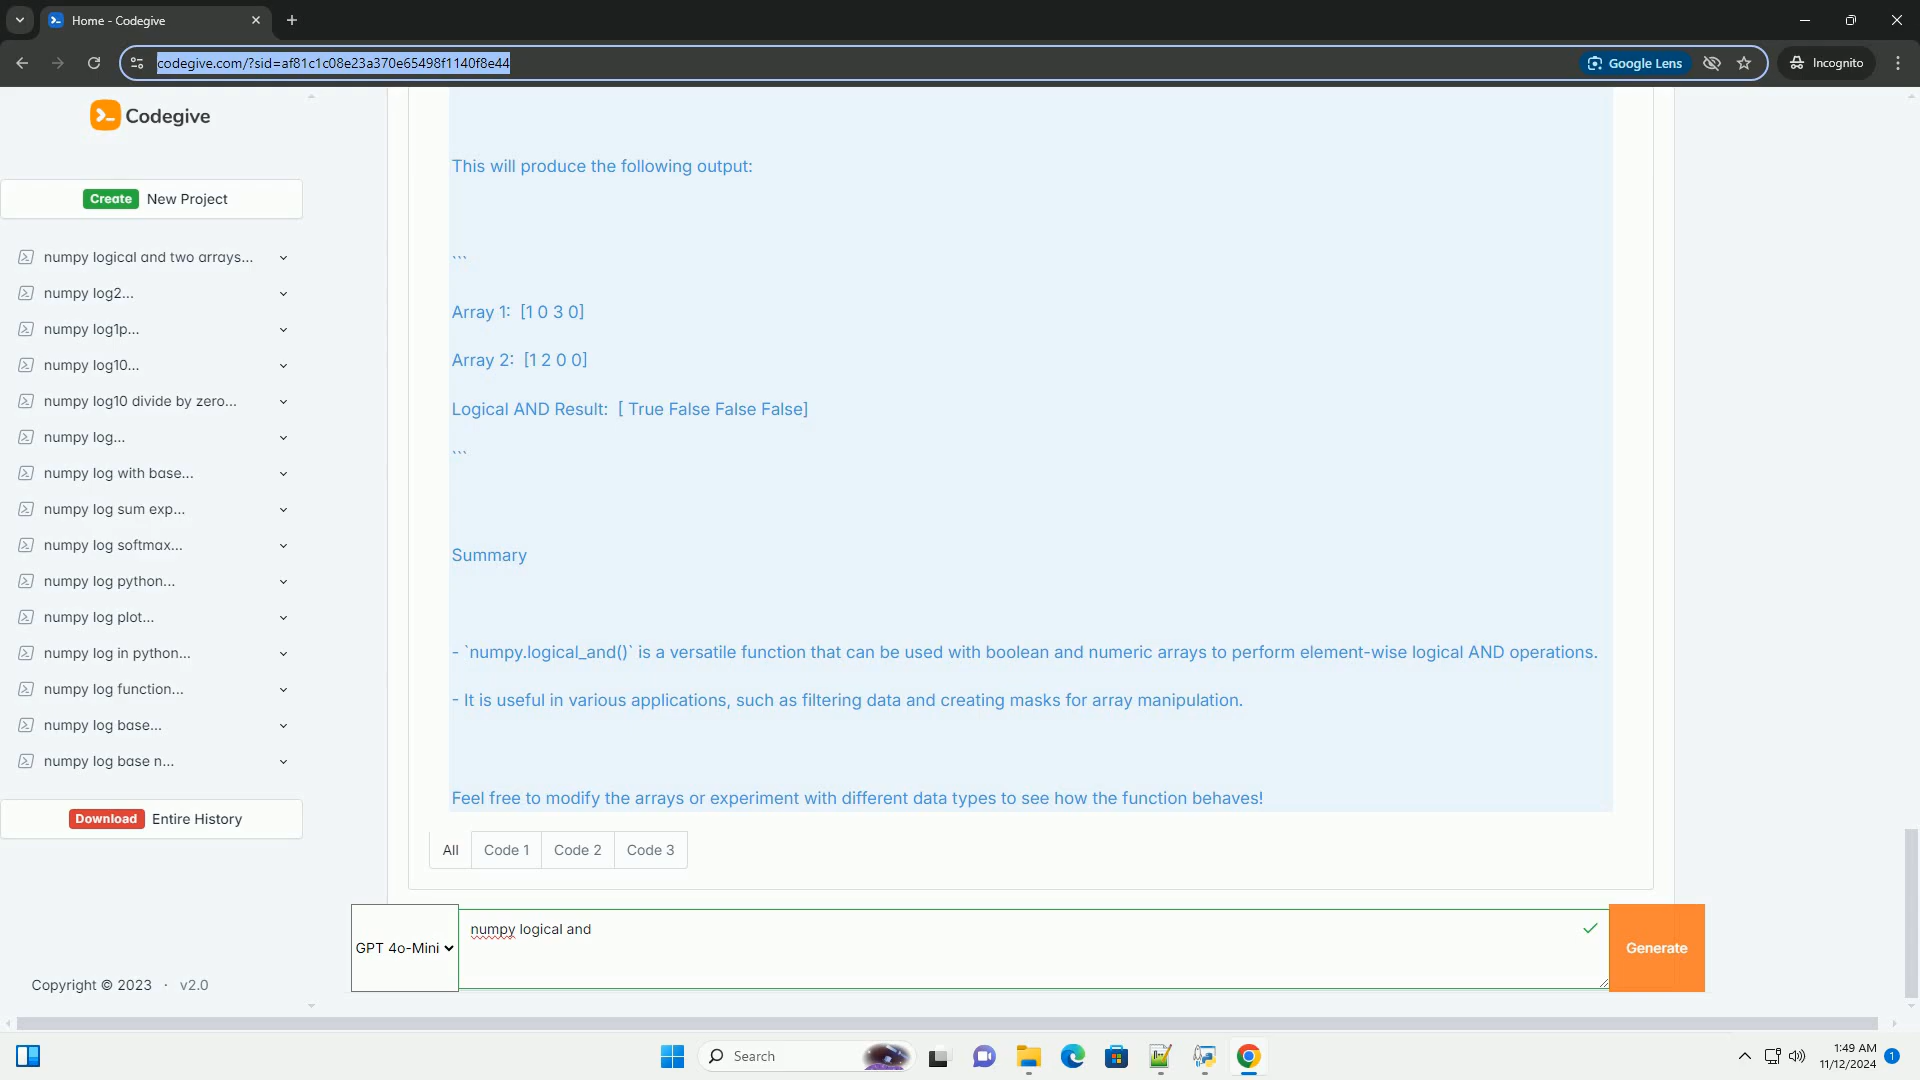 Home - Codegive
codegive.com/?sid=af81c1c08e23a370e65498f1140f8e44
Google Lens
Incognito
Codegive
Create New Project
numpy logical and two arrays...
numpy log2...
numpy log1p...
numpy log10...
numpy log10 divide by zero...
numpy log...
numpy log with base...
numpy log sum exp...
numpy log softmax...
numpy log python...
numpy log plot...
numpy log in python...
numpy log function...
numpy log base...
numpy log base n...
Download Entire History
Copyright © 2023 · v2.0
This will produce the following output:
```
Array 1:  [1 0 3 0]
Array 2:  [1 2 0 0]
Logical AND Result:  [ True False False False]
```
Summary
- `numpy.logical_and()` is a versatile function that can be used with boolean and numeric arrays to perform element-wise logical AND operations.
- It is useful in various applications, such as filtering data and creating masks for array manipulation.
Feel free to modify the arrays or experiment with different data types to see how the function behaves!
All Code 1 Code 2 Code 3
GPT 4o-Mini
numpy logical and
Generate
Search
1:49 AM
11/12/2024
1